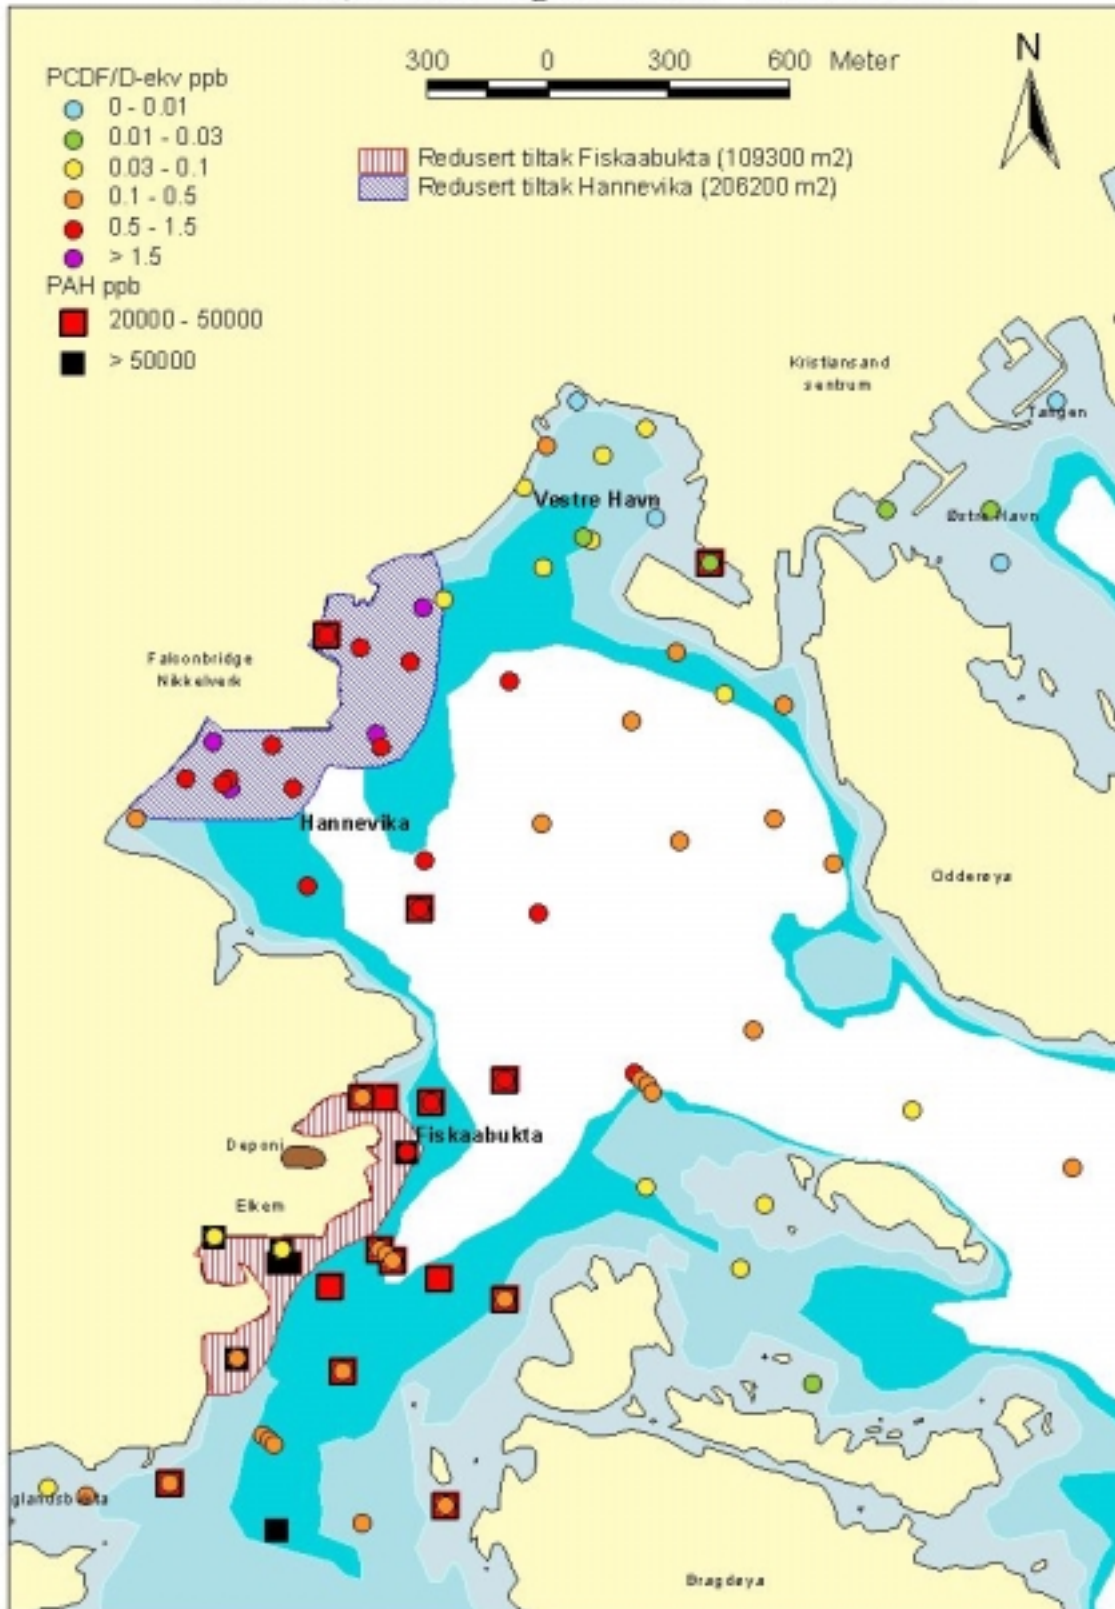 300 0 300 600 Meter
N
PCDF/D-ekv ppb
0 - 0.01
0.01 - 0.03
0.03 - 0.1
0.1 - 0.5
0.5 - 1.5
> 1.5
PAH ppb
20000 - 50000
> 50000
Redusert tiltak Fiskaabukta (109300 m2)
Redusert tiltak Hannevika (206200 m2)
Kristiansand
sentrum
Tangen
Vestre Havn
Østre Havn
Falconbridge
Nikkelverk
Hannevika
Odderøya
Fiskaabukta
Deponi
Elkem
Bragdøya